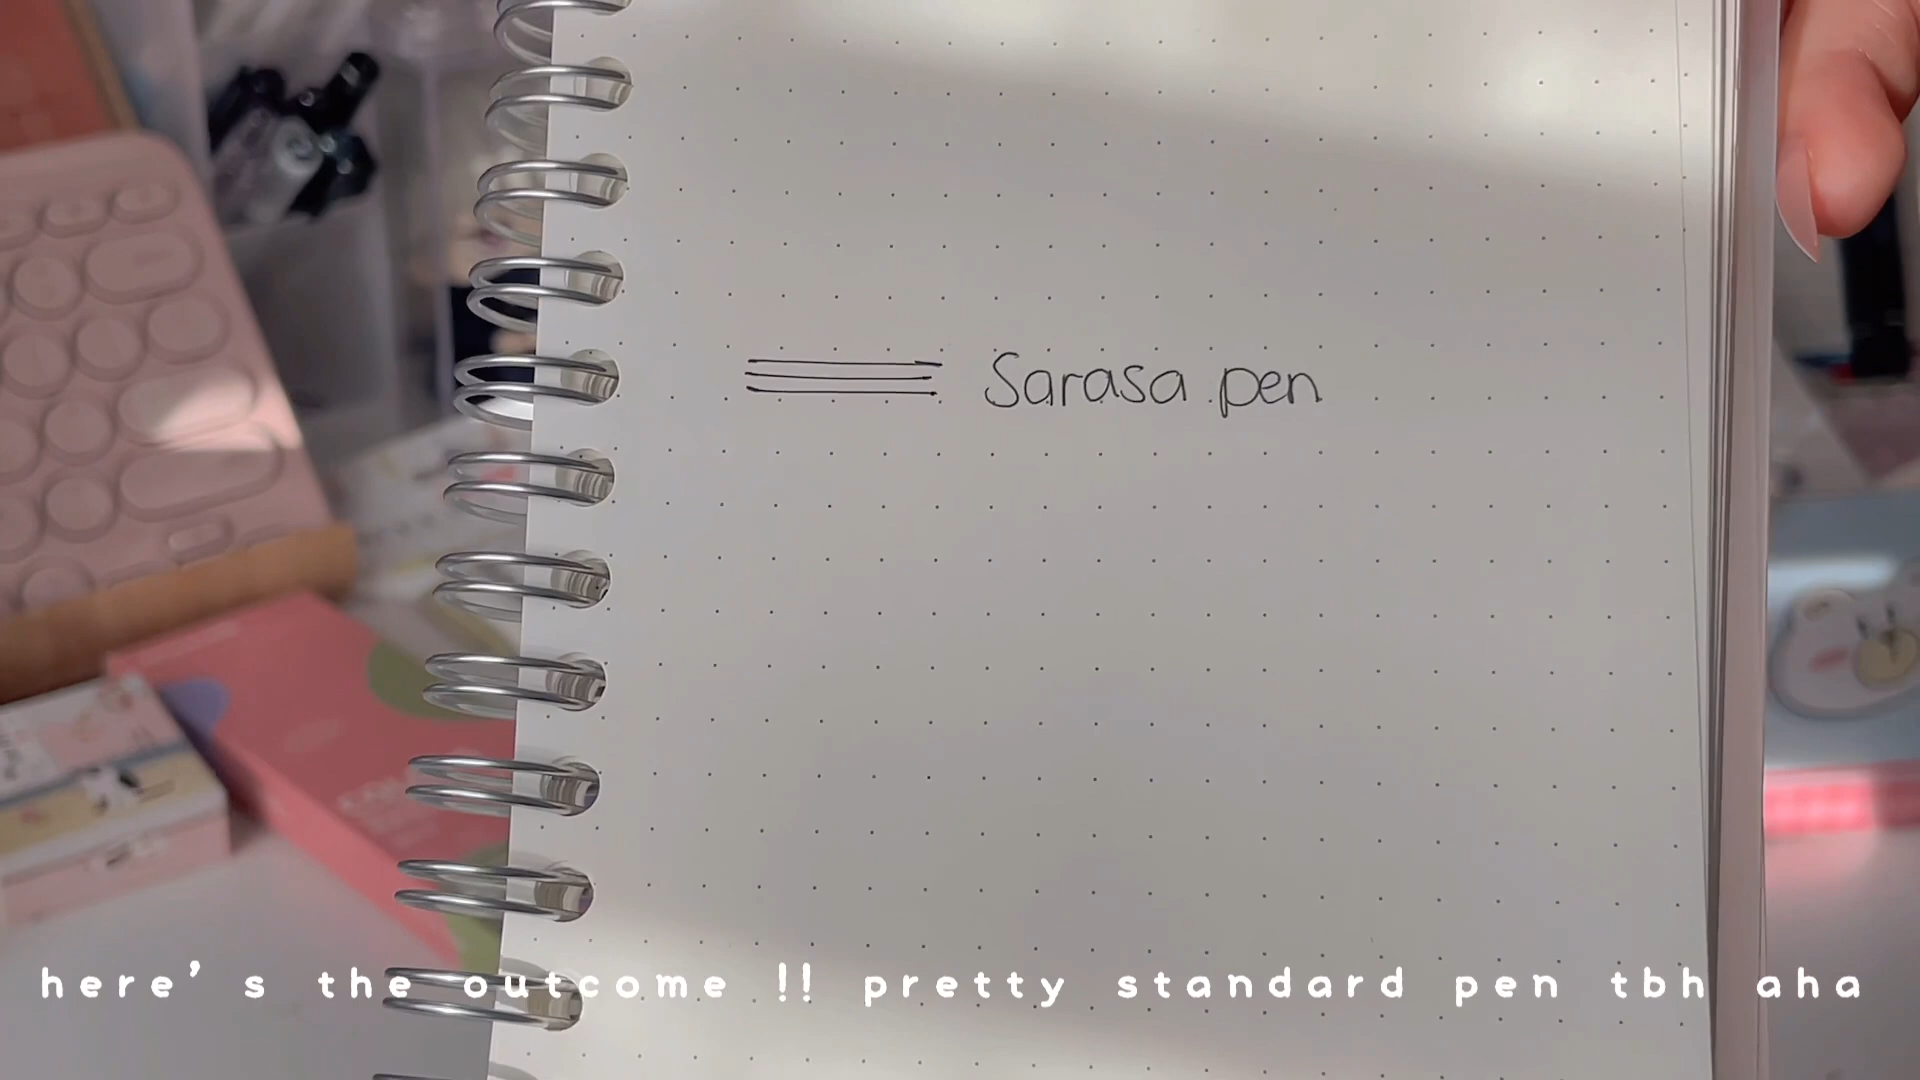 Sarasa pen
here's the outcome !! pretty standard pen tbh aha